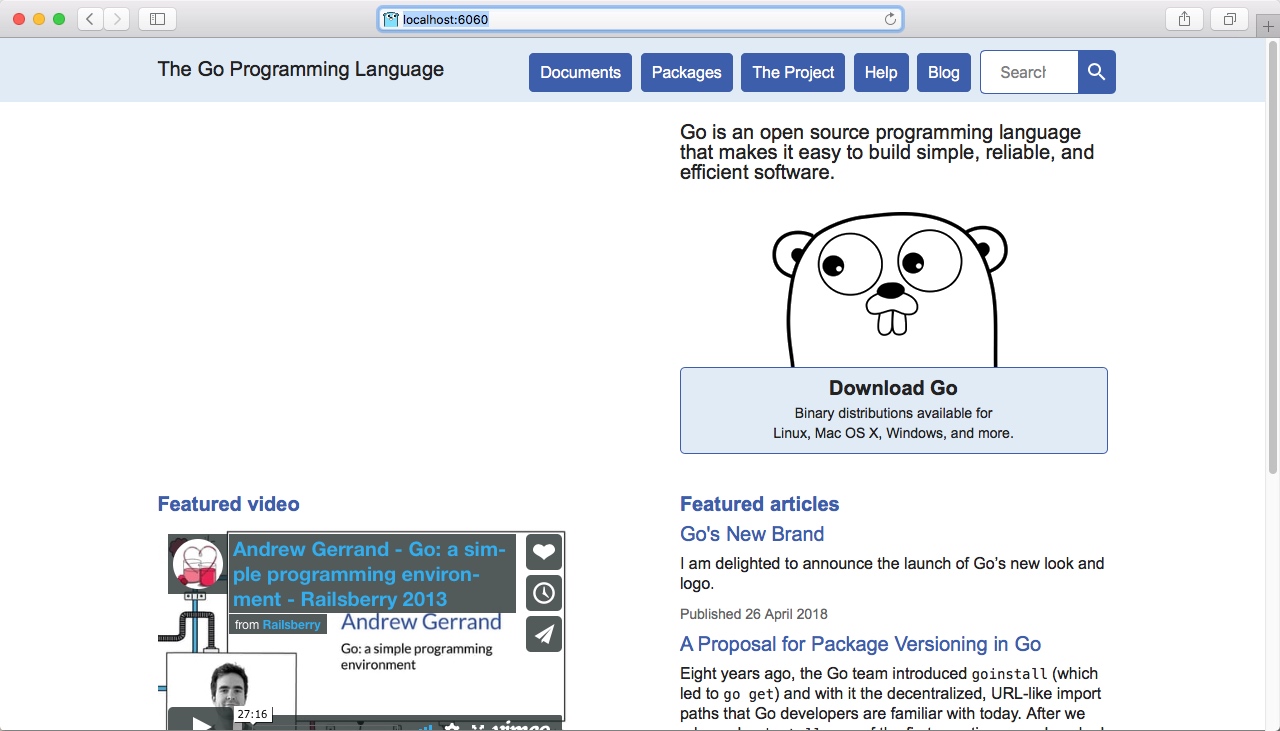 localhost:6060
The Go Programming Language
Documents
Packages
The Project
Help
Blog
Search
Go is an open source programming language
that makes it easy to build simple, reliable, and
efficient software.
Download Go
Binary distributions available for
Linux, Mac OS X, Windows, and more.
Featured video
Andrew Gerrand - Go: a sim-
ple programming environ-
ment - Railsberry 2013
from Railsberry
Andrew Gerrand
Go: a simple programming
environment
27:16
vimeo
Featured articles
Go's New Brand
I am delighted to announce the launch of Go's new look and
logo.
Published 26 April 2018
A Proposal for Package Versioning in Go
Eight years ago, the Go team introduced goinstall (which
led to go get) and with it the decentralized, URL-like import
paths that Go developers are familiar with today. After we